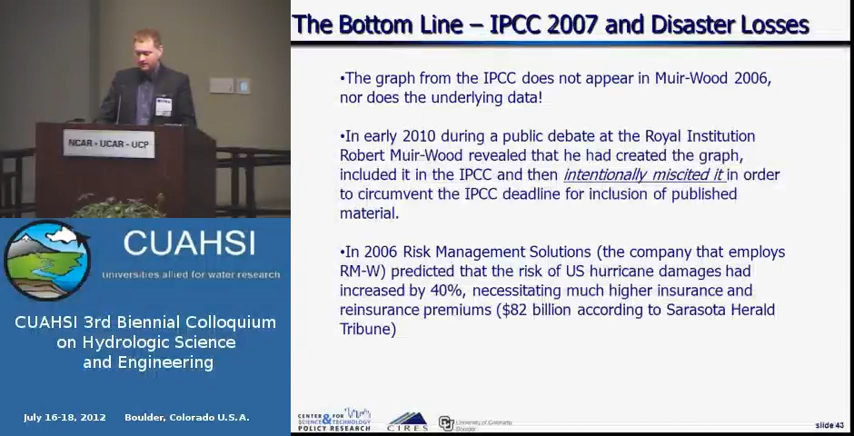 The Bottom Line – IPCC 2007 and Disaster Losses
•The graph from the IPCC does not appear in Muir-Wood 2006,
nor does the underlying data!
•In early 2010 during a public debate at the Royal Institution
Robert Muir-Wood revealed that he had created the graph,
included it in the IPCC and then intentionally miscited it in order
to circumvent the IPCC deadline for inclusion of published
material.
•In 2006 Risk Management Solutions (the company that employs
RM-W) predicted that the risk of US hurricane damages had
increased by 40%, necessitating much higher insurance and
reinsurance premiums ($82 billion according to Sarasota Herald
Tribune)
NCAR - UCAR - UCP
CUAHSI
universities allied for water research
CUAHSI 3rd Biennial Colloquium
on Hydrologic Science
and Engineering
July 16-18, 2012 Boulder, Colorado U.S.A.
CENTER FOR
SCIENCE & TECHNOLOGY
POLICY RESEARCH
CIRES
University of Colorado
Boulder
slide 43